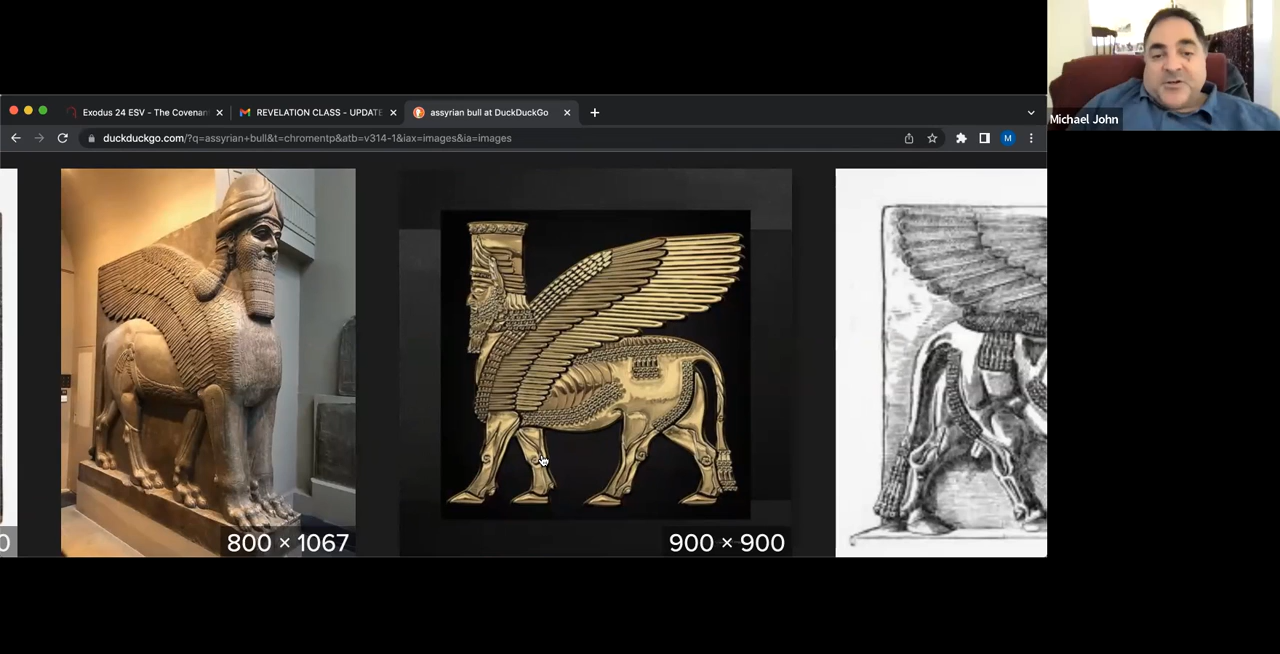 Exodus 24 ESV - The Covenan
REVELATION CLASS - UPDATE
assyrian bull at DuckDuckGo
duckduckgo.com/?q=assyrian+bull&t=chromentp&atb=v314-1&iax=images&ia=images
M
Michael John
0
800 × 1067
900 × 900